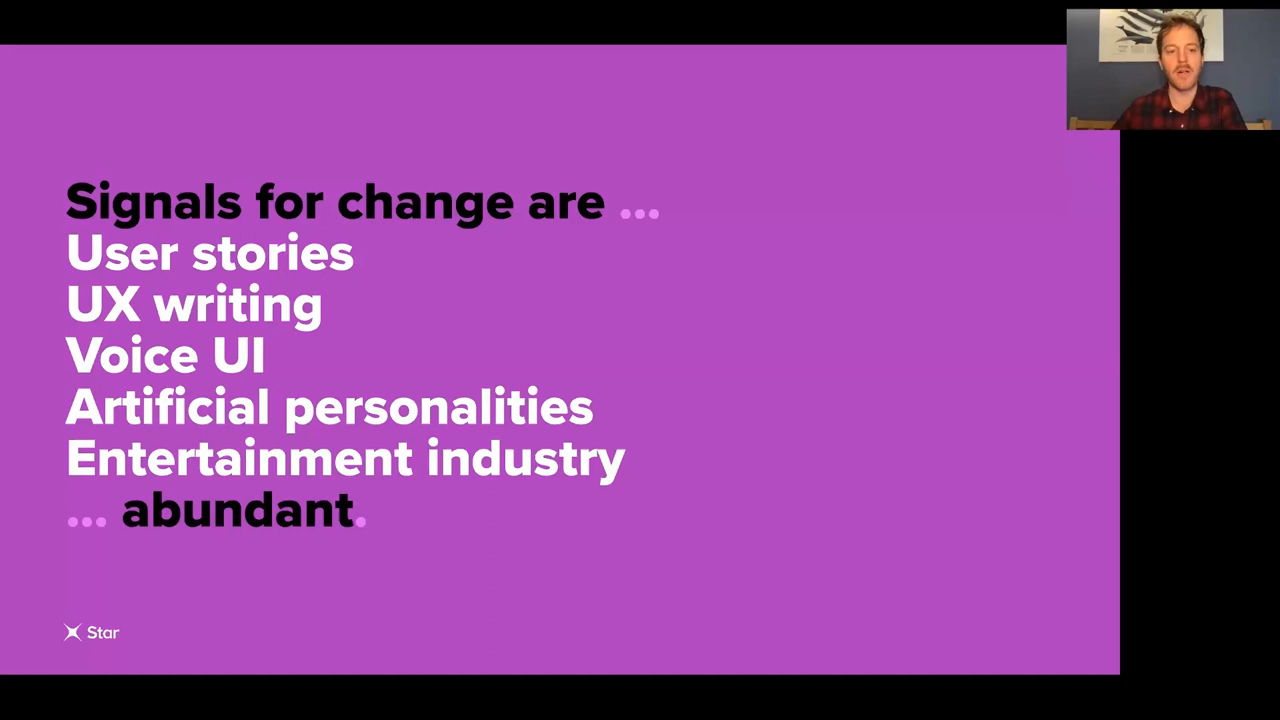 Signals for change are ...
User stories
UX writing
Voice UI
Artificial personalities
Entertainment industry
... abundant.
Star